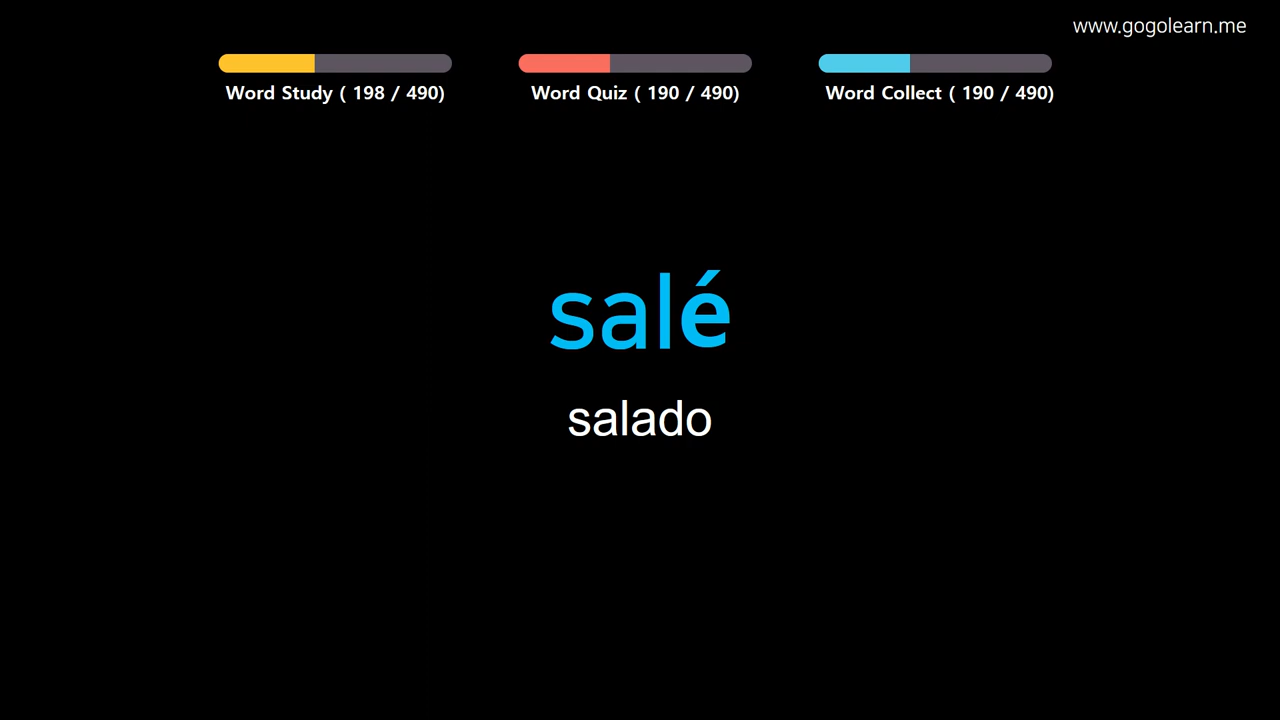 www.gogolearn.me
Word Study ( 198 / 490)
Word Quiz ( 190 / 490)
Word Collect ( 190 / 490)
salé
salado